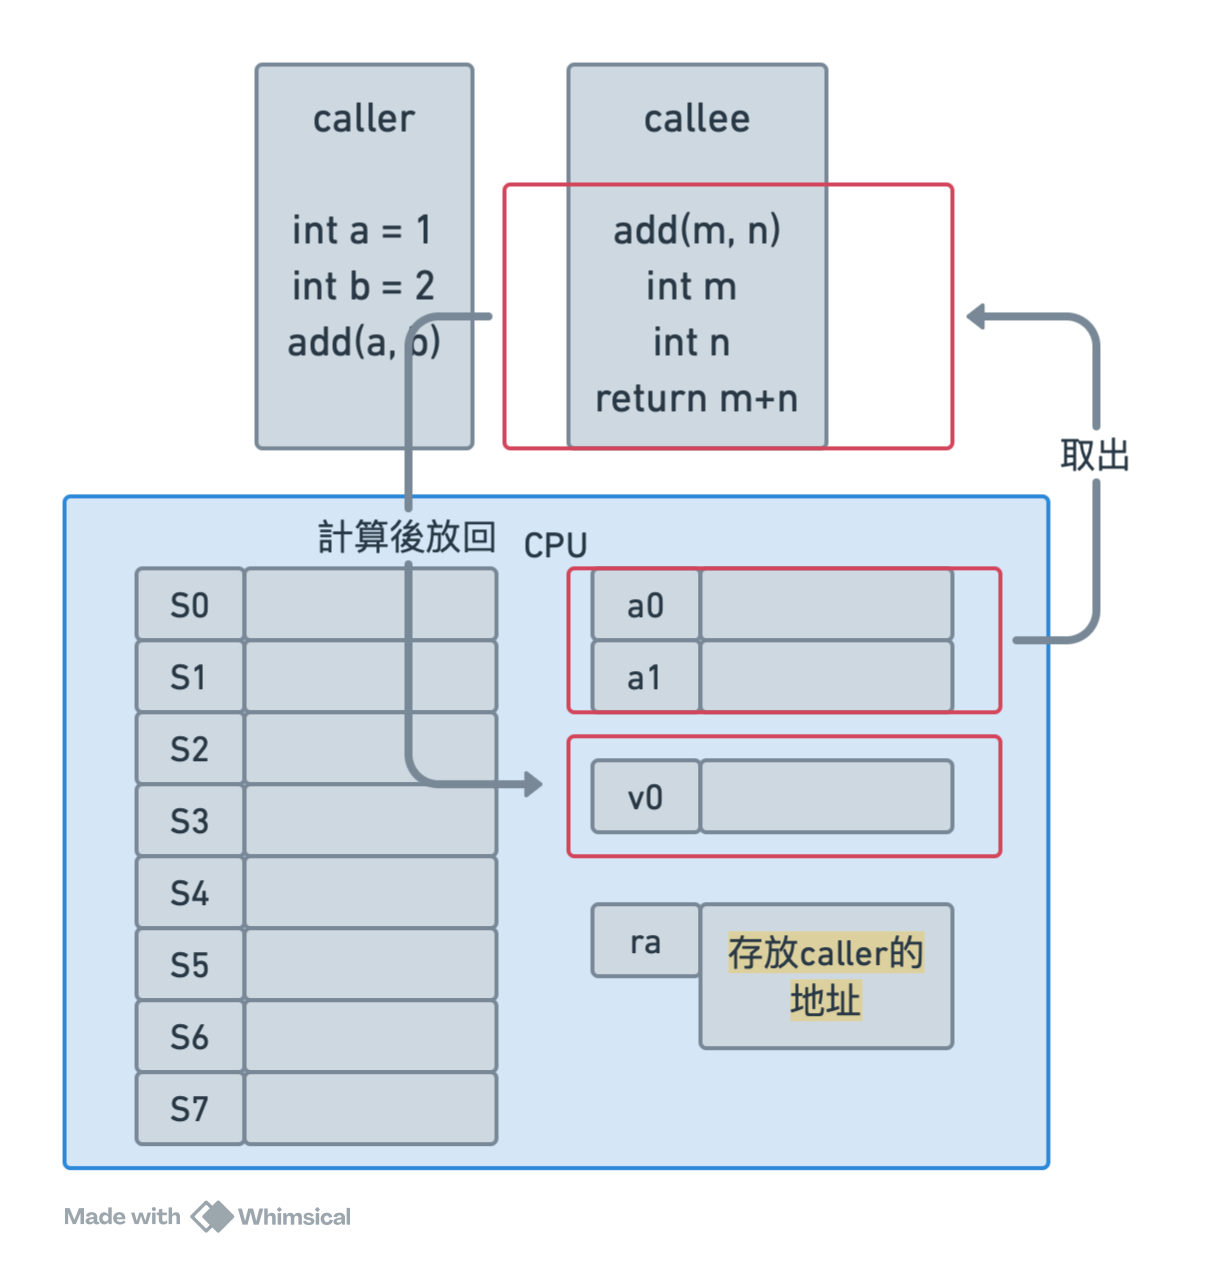 caller
int a = 1
int b = 2
add(a, b)
callee
add(m, n)
int m
int n
return m+n
取出
計算後放回
CPU
S0
S1
S2
S3
S4
S5
S6
S7
a0
a1
v0
ra
存放caller的
地址
Made with Whimsical